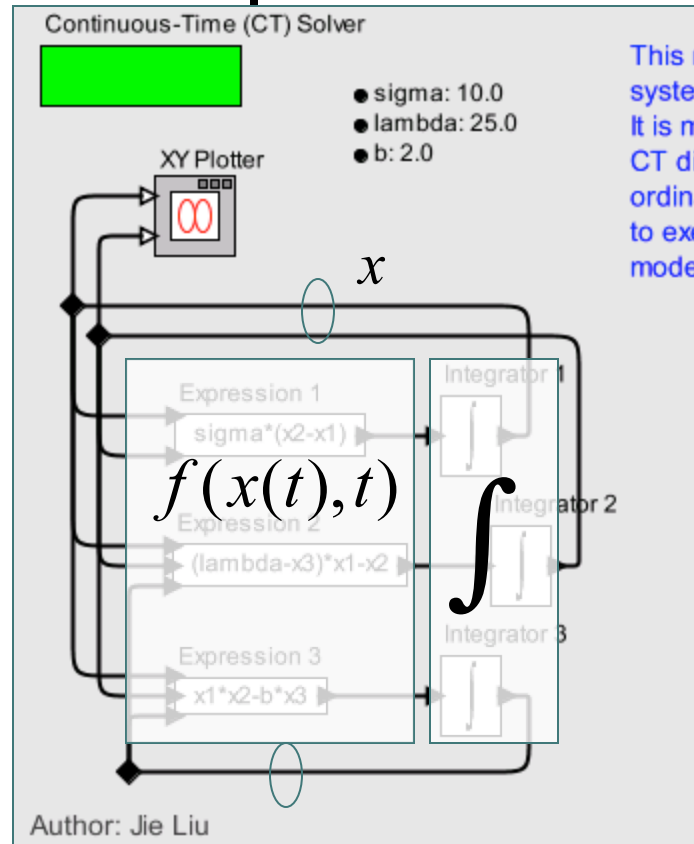 Continuous-Time (CT) Solver
sigma: 10.0
lambda: 25.0
b: 2.0
This
syste
It is m
CT di
ordin
to exe
mode
XY Plotter
x
Expression 1
sigma*(x2-x1)
Integrator 1
f(x(t),t)
∫
Expression 2
(lambda-x3)*x1-x2
Integrator 2
Expression 3
x1*x2-b*x3
Integrator 3
Author: Jie Liu